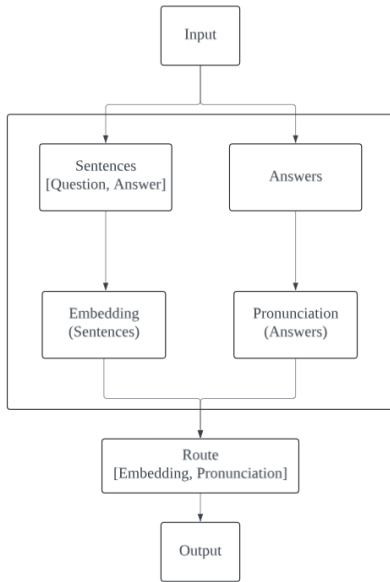 Input
Sentences
[Question, Answer]
Answers
Embedding
(Sentences)
Pronunciation
(Answers)
Route
[Embedding, Pronunciation]
Output